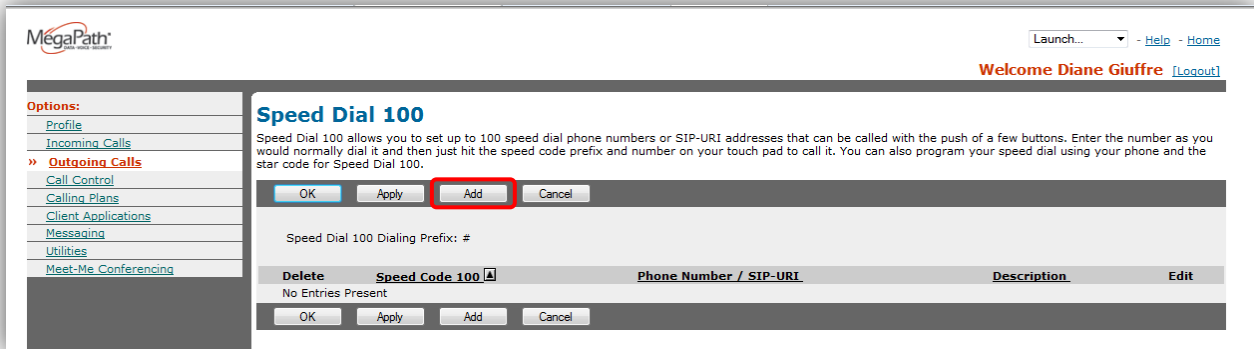 MegaPath
DATA • VOICE • SECURITY
Launch... - Help - Home
Welcome Diane Giuffre [Logout]
Options:
Profile
Incoming Calls
» Outgoing Calls
Call Control
Calling Plans
Client Applications
Messaging
Utilities
Meet-Me Conferencing
Speed Dial 100
Speed Dial 100 allows you to set up to 100 speed dial phone numbers or SIP-URI addresses that can be called with the push of a few buttons. Enter the number as you
would normally dial it and then just hit the speed code prefix and number on your touch pad to call it. You can also program your speed dial using your phone and the
star code for Speed Dial 100.
OK Apply Add Cancel
Speed Dial 100 Dialing Prefix: #
Delete Speed Code 100 Phone Number / SIP-URI Description Edit
No Entries Present
OK Apply Add Cancel